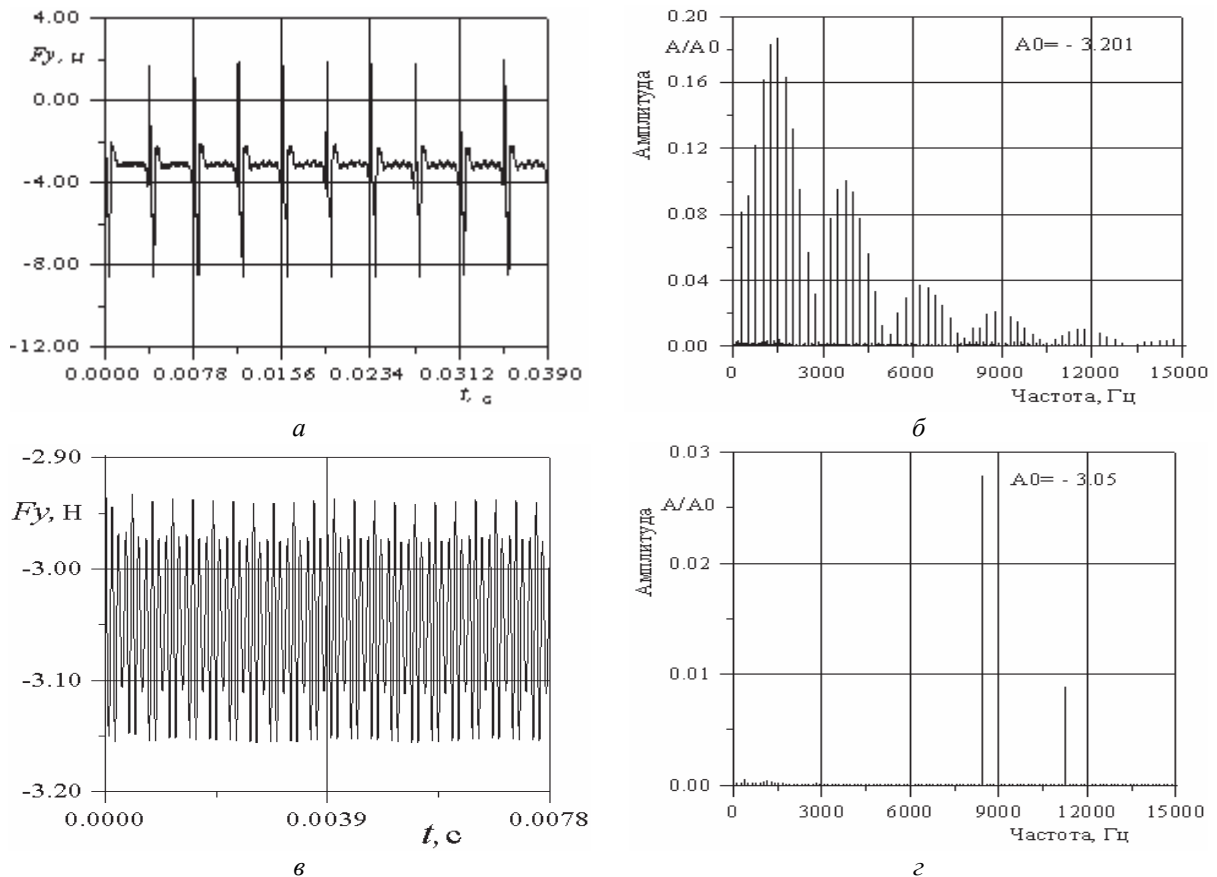 4.00
Fy, н
0.00
-4.00
-8.00
-12.00
0.0000 0.0078 0.0156 0.0234 0.0312 0.0390
t, с
а
0.20
A/A0
A0= - 3.201
0.16
Амплитуда
0.12
0.08
0.04
0.00
0 3000 6000 9000 12000 15000
Частота, Гц
б
-2.90
Fy, Н
-3.00
-3.10
-3.20
0.0000 0.0039 0.0078
t, с
в
0.03
A/A0
A0= - 3.05
Амплитуда
0.02
0.01
0.00
0 3000 6000 9000 12000 15000
Частота, Гц
г